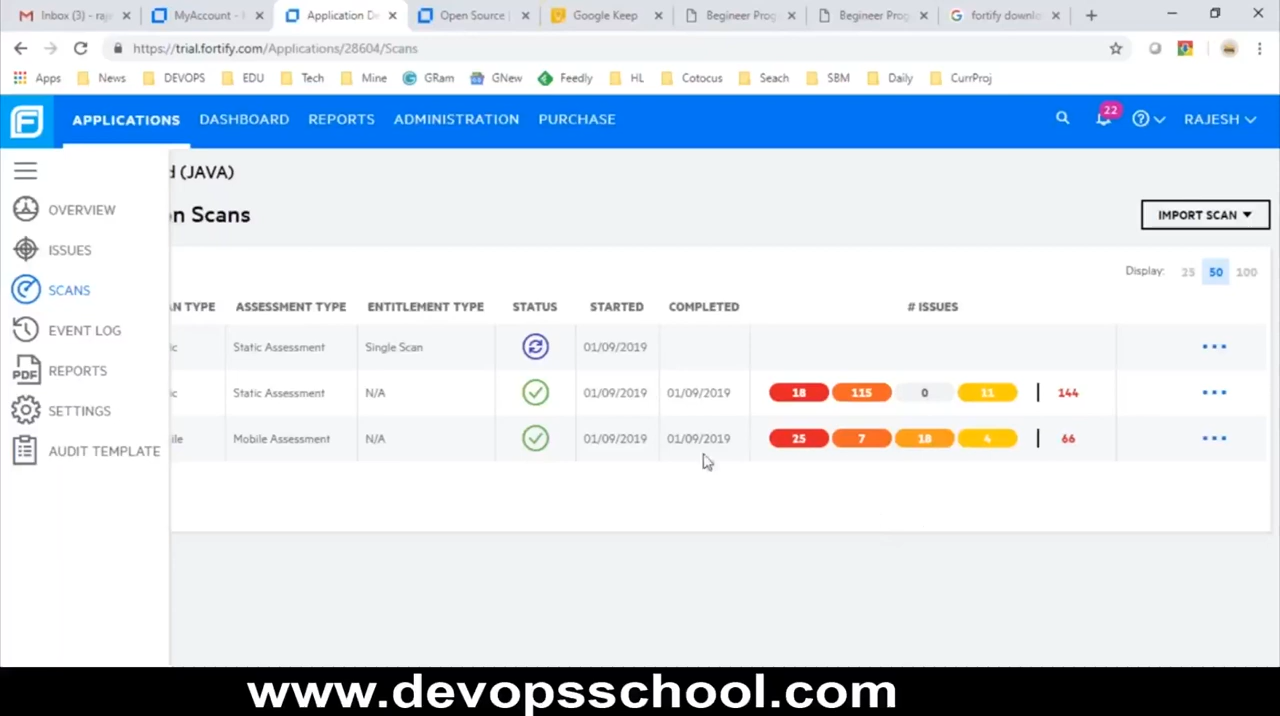 Inbox (3) - raje
MyAccount -
Application De
Open Source
Google Keep
Begineer Prog
Begineer Prog
fortify downlo
https://trial.fortify.com/Applications/28604/Scans
Apps News DEVOPS EDU Tech Mine GRam GNew Feedly HL Cotocus Seach SBM Daily CurrProj
APPLICATIONS DASHBOARD REPORTS ADMINISTRATION PURCHASE 22 RAJESH
d (JAVA)
OVERVIEW
n Scans
IMPORT SCAN
ISSUES
Display: 25 50 100
SCANS
N TYPE ASSESSMENT TYPE ENTITLEMENT TYPE STATUS STARTED COMPLETED # ISSUES
EVENT LOG
ic Static Assessment Single Scan 01/09/2019
PDF REPORTS
ic Static Assessment N/A 01/09/2019 01/09/2019 18 115 0 11 144
SETTINGS
ile Mobile Assessment N/A 01/09/2019 01/09/2019 25 7 18 4 66
AUDIT TEMPLATE
www.devopsschool.com